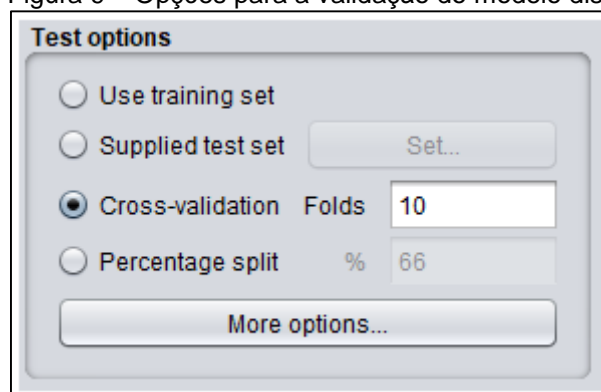 Opções para a validação do modelo dis
Test options
Use training set
Supplied test set Set...
Cross-validation Folds 10
Percentage split % 66
More options...